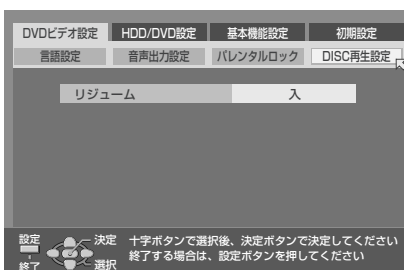 DVDビデオ設定 HDD/DVD設定 基本機能設定 初期設定
言語設定 音声出力設定 パレンタルロック DISC再生設定
リジューム 入
設定 決定 十字ボタンで選択後、決定ボタンで決定してください
終了 選択 終了する場合は、設定ボタンを押してください